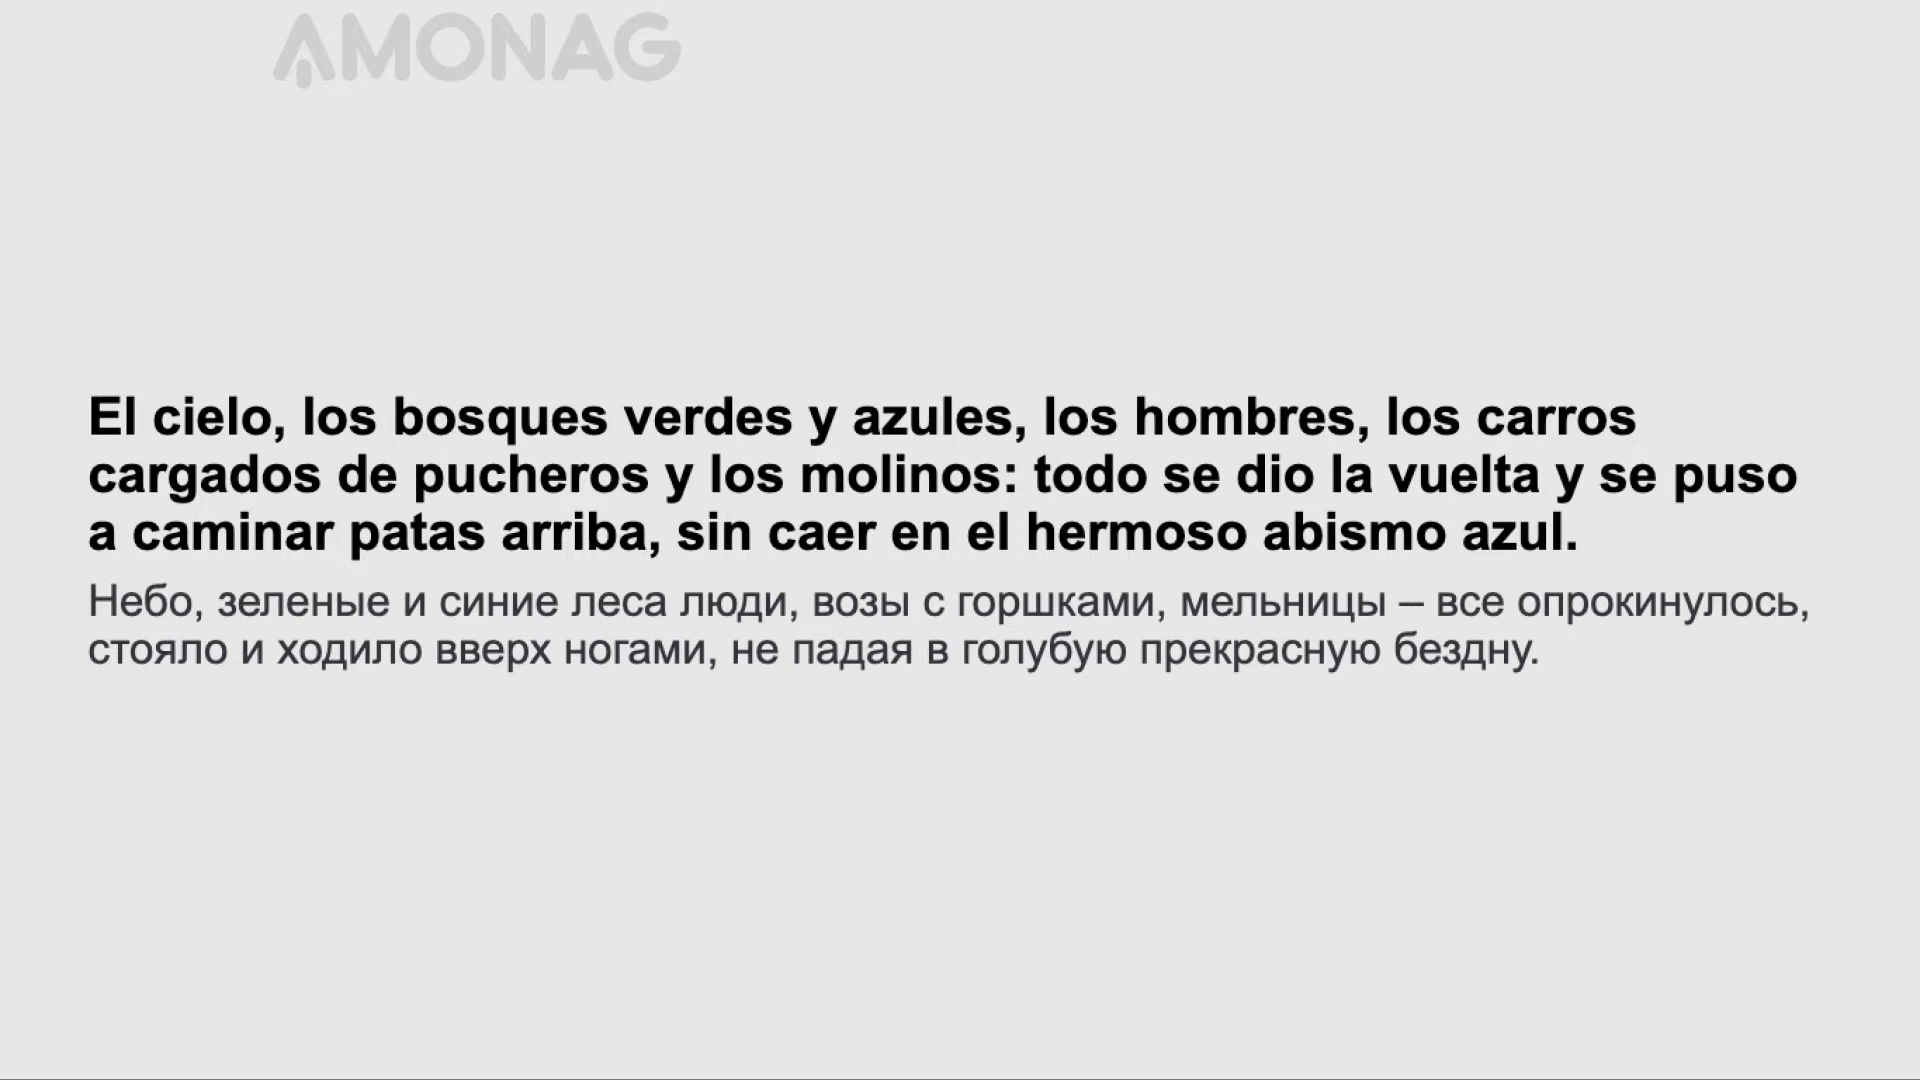 AMONAG
El cielo, los bosques verdes y azules, los hombres, los carros
cargados de pucheros y los molinos: todo se dio la vuelta y se puso
a caminar patas arriba, sin caer en el hermoso abismo azul.
Небо, зеленые и синие леса люди, возы с горшками, мельницы – все опрокинулось,
стояло и ходило вверх ногами, не падая в голубую прекрасную бездну.